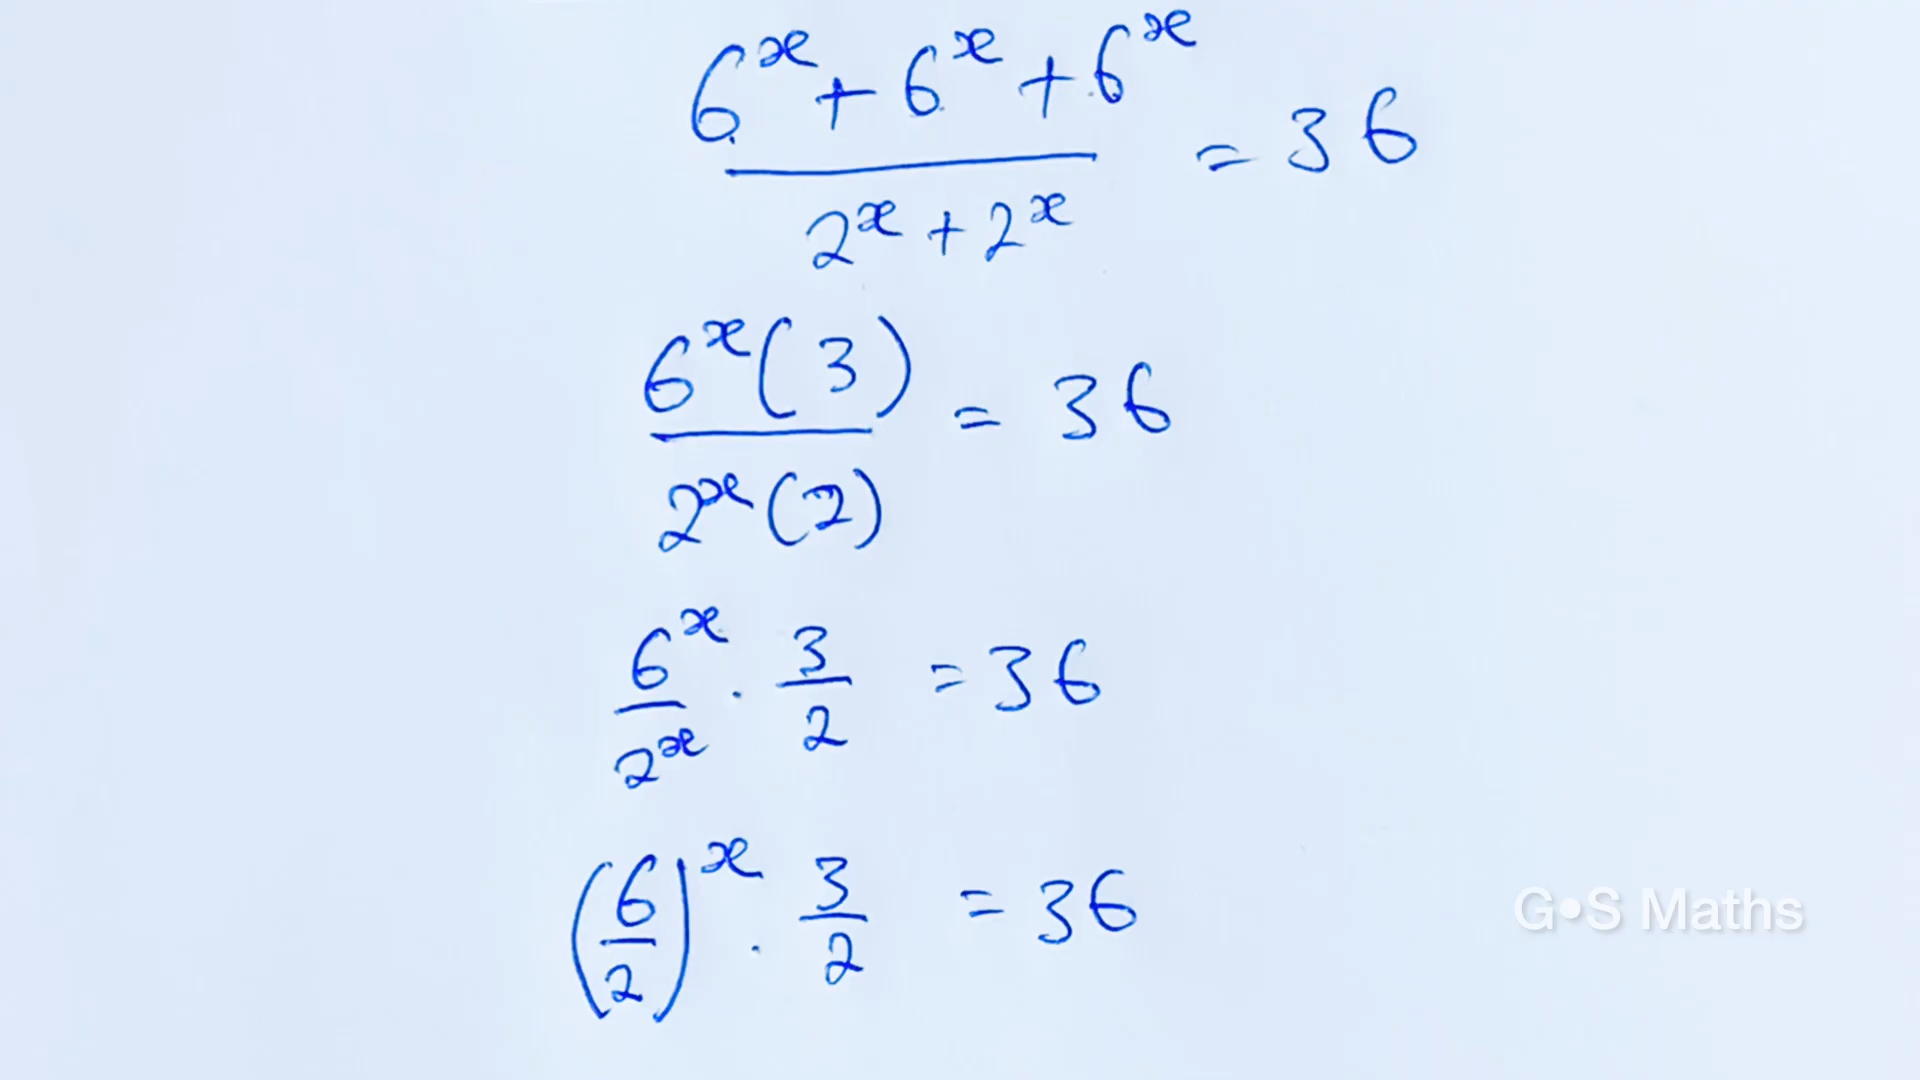 6^x + 6^x + 6^x / 2^x + 2^x = 36
6^x (3) / 2^x (2) = 36
6^x / 2^x . 3/2 = 36
(6/2)^x . 3/2 = 36
G•S Maths